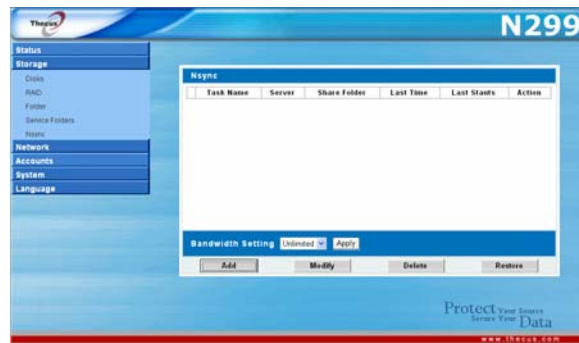 Thecus
N299
Status
Storage
Disks
RAID
Folder
Service Folders
Nsync
Network
Accounts
System
Language
Nsync
Task Name Server Share Folder Last Time Last Stauts Action
Bandwidth Setting Unlimited Apply
Add Modify Delete Restore
Protect Your Source
Secure Your Data
www.thecus.com